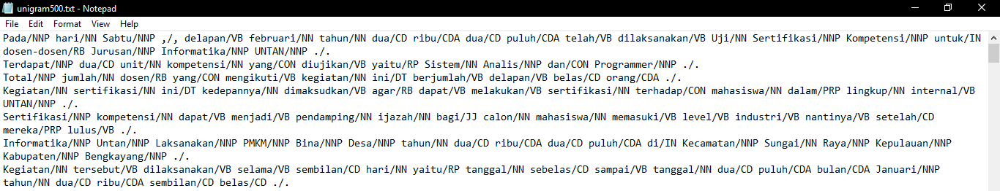 unigram500.txt - Notepad
File Edit Format View Help
Pada/NNP hari/NN Sabtu/NNP ,/, delapan/VB februari/NN tahun/NN dua/CD ribu/CDA dua/CD puluh/CDA telah/VB dilaksanakan/VB Uji/NN Sertifikasi/NNP Kompetensi/NNP untuk/IN
dosen-dosen/RB Jurusan/NNP Informatika/NNP UNTAN/NNP ./.
Terdapat/NNP dua/CD unit/NN kompetensi/NN yang/CON diujikan/VB yaitu/RP Sistem/NN Analis/NNP dan/CON Programmer/NNP ./.
Total/NNP jumlah/NN dosen/RB yang/CON mengikuti/VB kegiatan/NN ini/DT berjumlah/VB delapan/VB belas/CD orang/CDA ./.
Kegiatan/NN sertifikasi/NN ini/DT kedepannya/NN dimaksudkan/VB agar/RB dapat/VB melakukan/VB sertifikasi/NN terhadap/CON mahasiswa/NN dalam/PRP lingkup/NN internal/VB
UNTAN/NNP ./.
Sertifikasi/NNP kompetensi/NN dapat/VB menjadi/VB pendamping/NN ijazah/NN bagi/JJ calon/NN mahasiswa/NN memasuki/VB level/VB industri/VB nantinya/VB setelah/CD
mereka/PRP lulus/VB ./.
Informatika/NNP Untan/NNP Laksanakan/NNP PMKM/NNP Bina/NNP Desa/NNP tahun/NN dua/CD ribu/CDA dua/CD puluh/CDA di/IN Kecamatan/NNP Sungai/NN Raya/NNP Kepulauan/NNP
Kabupaten/NNP Bengkayang/NNP ./.
Kegiatan/NN tersebut/VB dilaksanakan/VB selama/VB sembilan/CD hari/NN yaitu/RP tanggal/NN sebelas/CD sampai/VB tanggal/NN dua/CD puluh/CDA bulan/CDA Januari/NNP
tahun/NN dua/CD ribu/CDA sembilan/CD belas/CD ./.